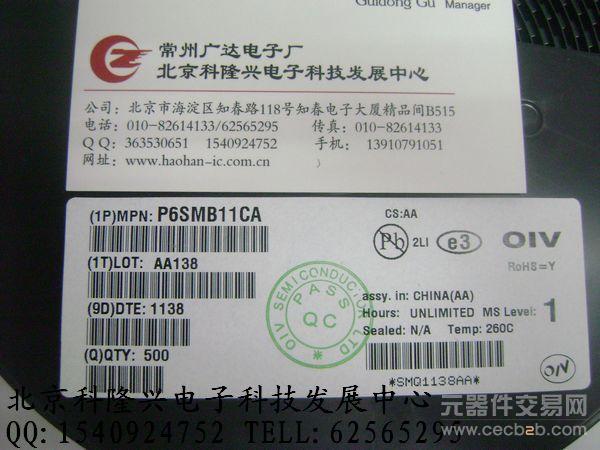 Guidong Gu Manager
常州广达电子厂
北京科隆兴电子科技发展中心
公司：北京市海淀区知春路118号知春电子大厦精品间B515
电话：010-82614133/62565295 传真：010-82614133
QQ：363530651 1540924752 手机：13910791051
网址：www.haohan-ic.com.cn
(1P)MPN: P6SMB11CA
(1T)LOT: AA138
(9D)DTE: 1138
(Q)QTY: 500
OIV SEMICONDUCTOR LTD
PASS
QC
CS:AA
Pb 2LI e3 OIV
RoHS=Y
assy. in: CHINA(AA)
Hours: UNLIMITED MS Level: 1
Sealed: N/A Temp: 260C
*SMQ1138AA*
OIV
北京科隆兴电子科技发展中心
QQ:1540924752 TELL:62565295
元器件交易网
www.cecb2b.com